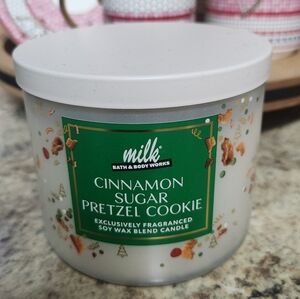 milk
BATH & BODY WORKS
CINNAMON
SUGAR
PRETZEL COOKIE
EXCLUSIVELY FRAGRANCED
SOY WAX BLEND CANDLE